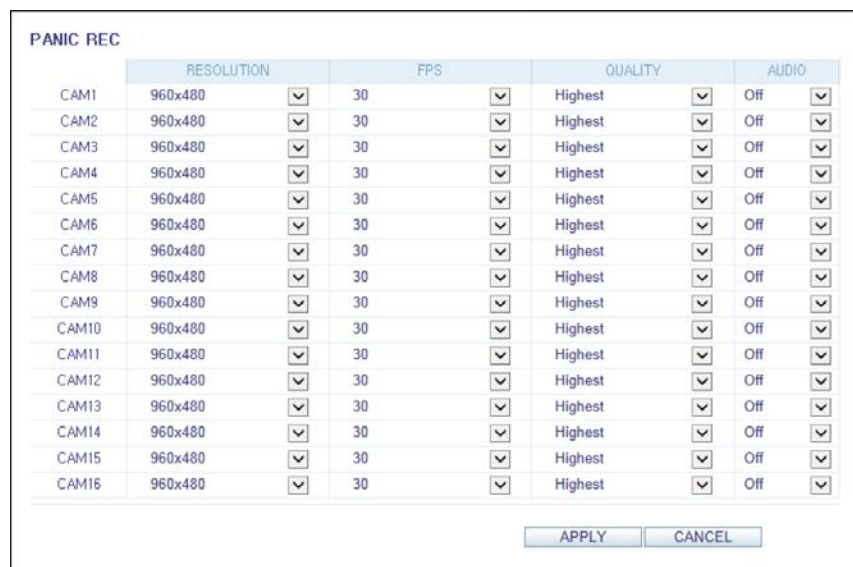 PANIC REC
RESOLUTION FPS QUALITY AUDIO
CAM1 960x480 30 Highest Off
CAM2 960x480 30 Highest Off
CAM3 960x480 30 Highest Off
CAM4 960x480 30 Highest Off
CAM5 960x480 30 Highest Off
CAM6 960x480 30 Highest Off
CAM7 960x480 30 Highest Off
CAM8 960x480 30 Highest Off
CAM9 960x480 30 Highest Off
CAM10 960x480 30 Highest Off
CAM11 960x480 30 Highest Off
CAM12 960x480 30 Highest Off
CAM13 960x480 30 Highest Off
CAM14 960x480 30 Highest Off
CAM15 960x480 30 Highest Off
CAM16 960x480 30 Highest Off
APPLY CANCEL